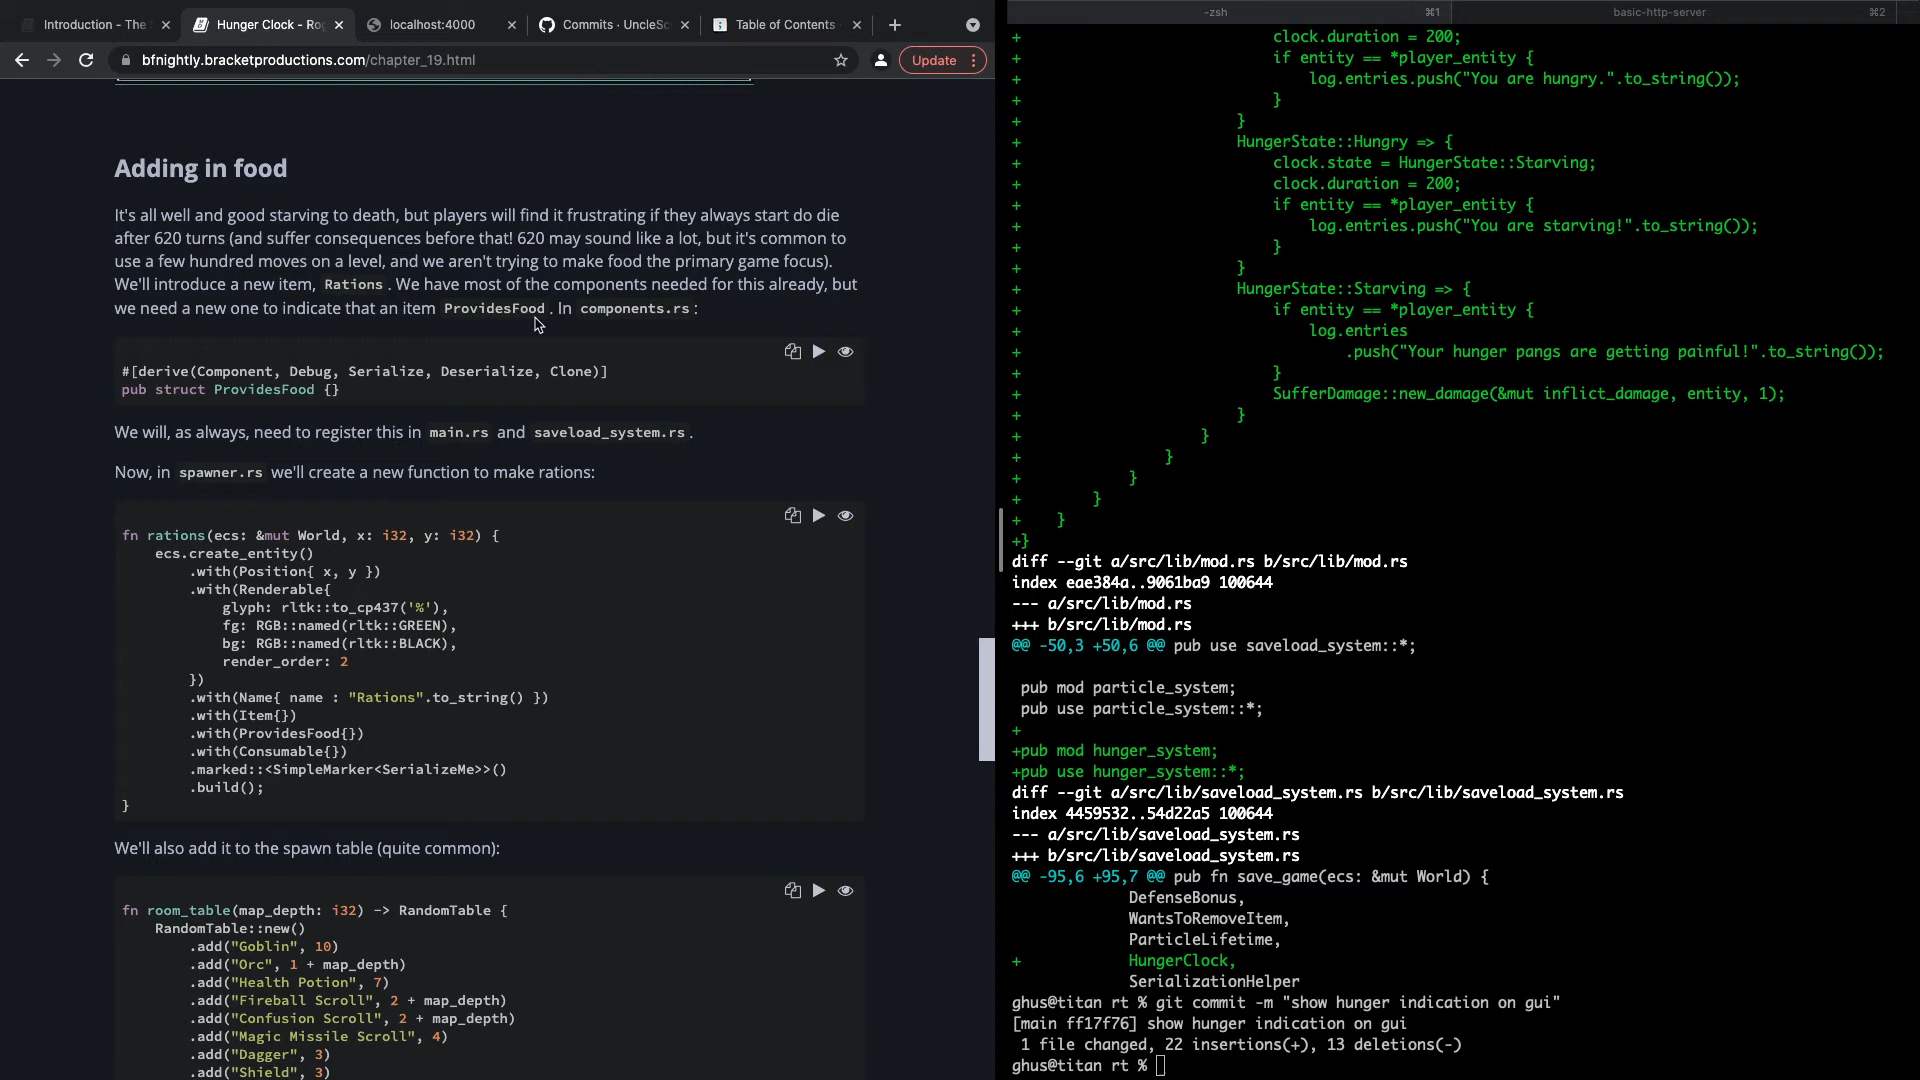 Introduction - The
Hunger Clock - Ro
localhost:4000
Commits · UncleSc
Table of Contents
bfnightly.bracketproductions.com/chapter_19.html
Update
Adding in food
It's all well and good starving to death, but players will find it frustrating if they always start do die
after 620 turns (and suffer consequences before that! 620 may sound like a lot, but it's common to
use a few hundred moves on a level, and we aren't trying to make food the primary game focus).
We'll introduce a new item, Rations . We have most of the components needed for this already, but
we need a new one to indicate that an item ProvidesFood . In components.rs :
#[derive(Component, Debug, Serialize, Deserialize, Clone)]
pub struct ProvidesFood {}
We will, as always, need to register this in main.rs and saveload_system.rs .
Now, in spawner.rs we'll create a new function to make rations:
fn rations(ecs: &mut World, x: i32, y: i32) {
    ecs.create_entity()
        .with(Position{ x, y })
        .with(Renderable{
            glyph: rltk::to_cp437('%'),
            fg: RGB::named(rltk::GREEN),
            bg: RGB::named(rltk::BLACK),
            render_order: 2
        })
        .with(Name{ name : "Rations".to_string() })
        .with(Item{})
        .with(ProvidesFood{})
        .with(Consumable{})
        .marked::<SimpleMarker<SerializeMe>>()
        .build();
}
We'll also add it to the spawn table (quite common):
fn room_table(map_depth: i32) -> RandomTable {
    RandomTable::new()
        .add("Goblin", 10)
        .add("Orc", 1 + map_depth)
        .add("Health Potion", 7)
        .add("Fireball Scroll", 2 + map_depth)
        .add("Confusion Scroll", 2 + map_depth)
        .add("Magic Missile Scroll", 4)
        .add("Dagger", 3)
        .add("Shield", 3)
-zsh ⌘1 basic-http-server ⌘2
+                            clock.duration = 200;
+                            if entity == *player_entity {
+                                log.entries.push("You are hungry.".to_string());
+                            }
+                        }
+                        HungerState::Hungry => {
+                            clock.state = HungerState::Starving;
+                            clock.duration = 200;
+                            if entity == *player_entity {
+                                log.entries.push("You are starving!".to_string());
+                            }
+                        }
+                        HungerState::Starving => {
+                            if entity == *player_entity {
+                                log.entries
+                                    .push("Your hunger pangs are getting painful!".to_string());
+                            }
+                            SufferDamage::new_damage(&mut inflict_damage, entity, 1);
+                        }
+                    }
+                }
+            }
+        }
+    }
+}
diff --git a/src/lib/mod.rs b/src/lib/mod.rs
index eae384a..9061ba9 100644
--- a/src/lib/mod.rs
+++ b/src/lib/mod.rs
@@ -50,3 +50,6 @@ pub use saveload_system::*;
 pub mod particle_system;
 pub use particle_system::*;
+
+pub mod hunger_system;
+pub use hunger_system::*;
diff --git a/src/lib/saveload_system.rs b/src/lib/saveload_system.rs
index 4459532..54d22a5 100644
--- a/src/lib/saveload_system.rs
+++ b/src/lib/saveload_system.rs
@@ -95,6 +95,7 @@ pub fn save_game(ecs: &mut World) {
             DefenseBonus,
             WantsToRemoveItem,
             ParticleLifetime,
+            HungerClock,
             SerializationHelper
ghus@titan rt % git commit -m "show hunger indication on gui"
[main ff17f76] show hunger indication on gui
 1 file changed, 22 insertions(+), 13 deletions(-)
ghus@titan rt %